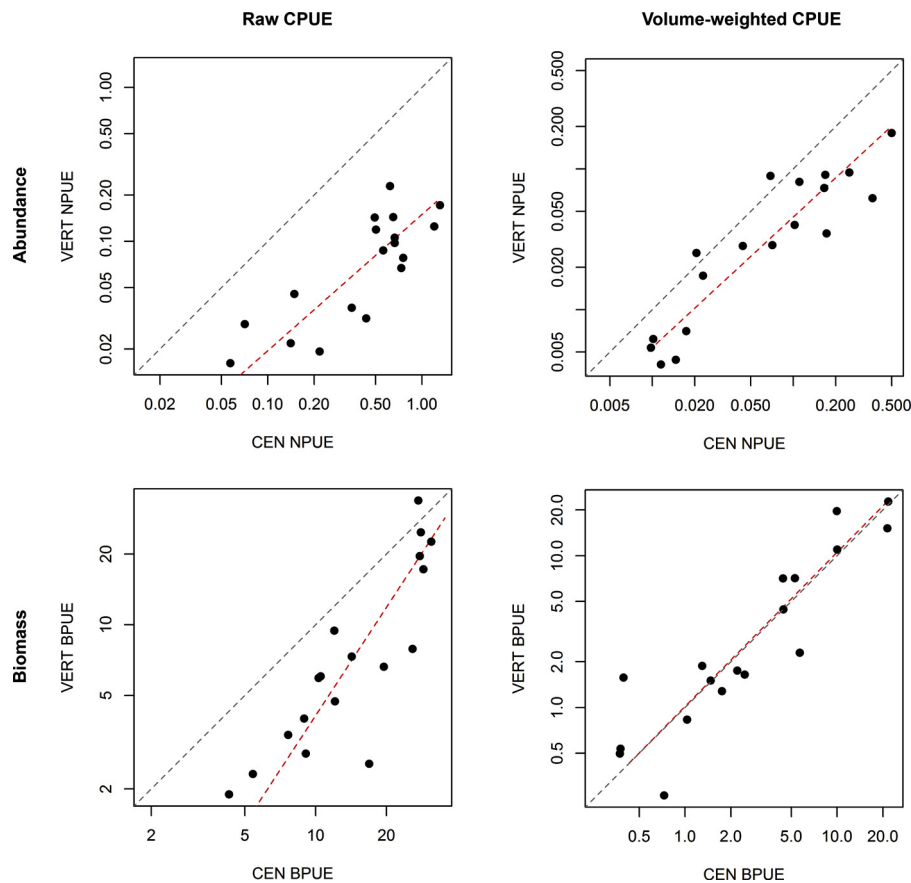 Raw CPUE
Volume-weighted CPUE
Abundance
VERT NPUE
1.00
0.50
0.20
0.10
0.05
0.02
0.02 0.05 0.10 0.20 0.50 1.00
CEN NPUE
VERT NPUE
0.500
0.200
0.050
0.020
0.005
0.005 0.020 0.050 0.200 0.500
CEN NPUE
Biomass
VERT BPUE
20
10
5
2
2 5 10 20
CEN BPUE
VERT BPUE
20.0
10.0
5.0
2.0
1.0
0.5
0.5 1.0 2.0 5.0 10.0 20.0
CEN BPUE